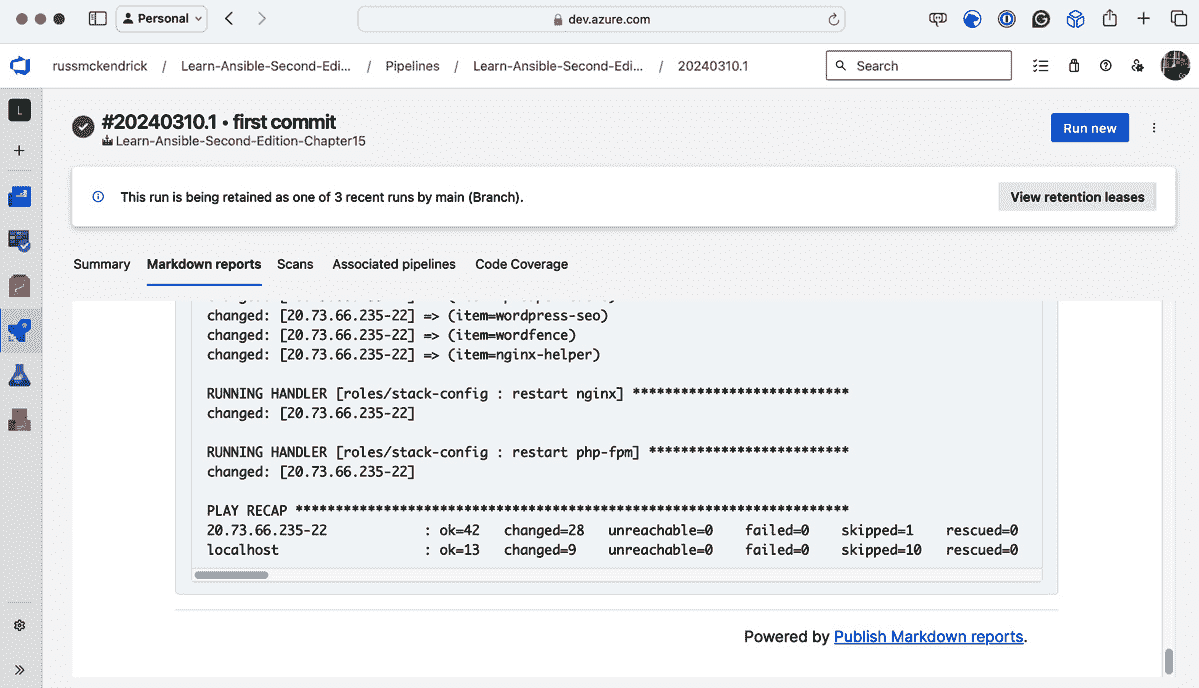 Personal
dev.azure.com
russmckendrick / Learn-Ansible-Second-Edi... / Pipelines / Learn-Ansible-Second-Edi... / 20240310.1
Search
L
#20240310.1 • first commit
Learn-Ansible-Second-Edition-Chapter15
Run new
This run is being retained as one of 3 recent runs by main (Branch).
View retention leases
Summary Markdown reports Scans Associated pipelines Code Coverage
changed: [20.73.66.235-22] => (item=wordpress-seo)
changed: [20.73.66.235-22] => (item=wordfence)
changed: [20.73.66.235-22] => (item=nginx-helper)
RUNNING HANDLER [roles/stack-config : restart nginx] ***************************
changed: [20.73.66.235-22]
RUNNING HANDLER [roles/stack-config : restart php-fpm] *************************
changed: [20.73.66.235-22]
PLAY RECAP *********************************************************************
20.73.66.235-22 : ok=42 changed=28 unreachable=0 failed=0 skipped=1 rescued=0
localhost : ok=13 changed=9 unreachable=0 failed=0 skipped=10 rescued=0
Powered by Publish Markdown reports.